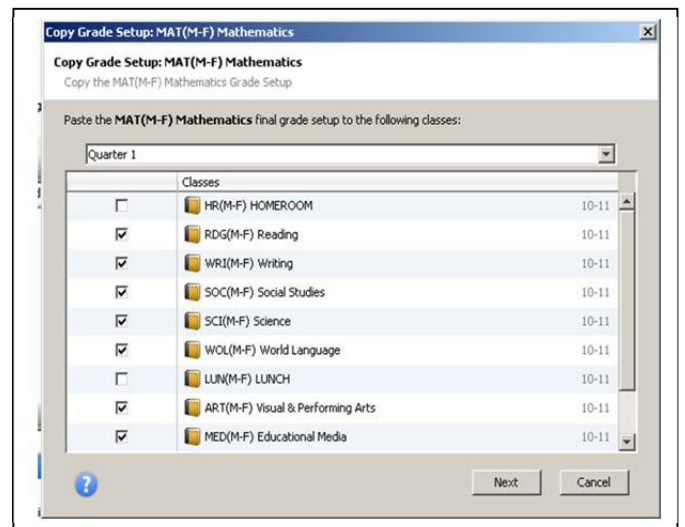 Copy Grade Setup: MAT(M-F) Mathematics
Copy Grade Setup: MAT(M-F) Mathematics
Copy the MAT(M-F) Mathematics Grade Setup
Paste the MAT(M-F) Mathematics final grade setup to the following classes:
Quarter 1
Classes
HR(M-F) HOMEROOM 10-11
RDG(M-F) Reading 10-11
WRI(M-F) Writing 10-11
SOC(M-F) Social Studies 10-11
SCI(M-F) Science 10-11
WOL(M-F) World Language 10-11
LUN(M-F) LUNCH 10-11
ART(M-F) Visual & Performing Arts 10-11
MED(M-F) Educational Media 10-11
? Next Cancel